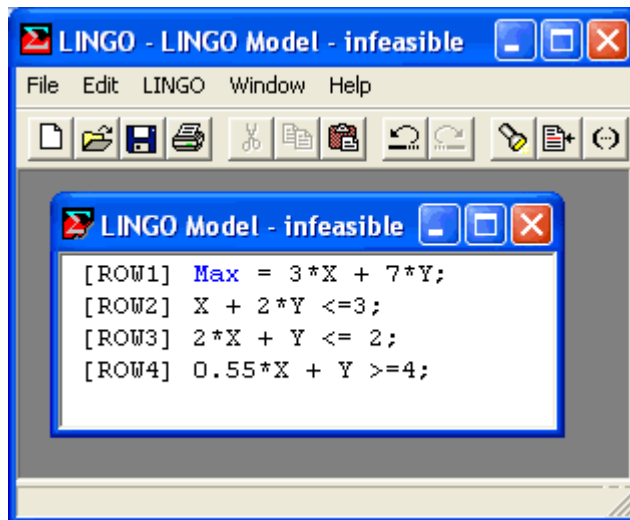 LINGO - LINGO Model - infeasible
File Edit LINGO Window Help
LINGO Model - infeasible
[ROW1] Max = 3*X + 7*Y;
[ROW2] X + 2*Y <=3;
[ROW3] 2*X + Y <= 2;
[ROW4] 0.55*X + Y >=4;